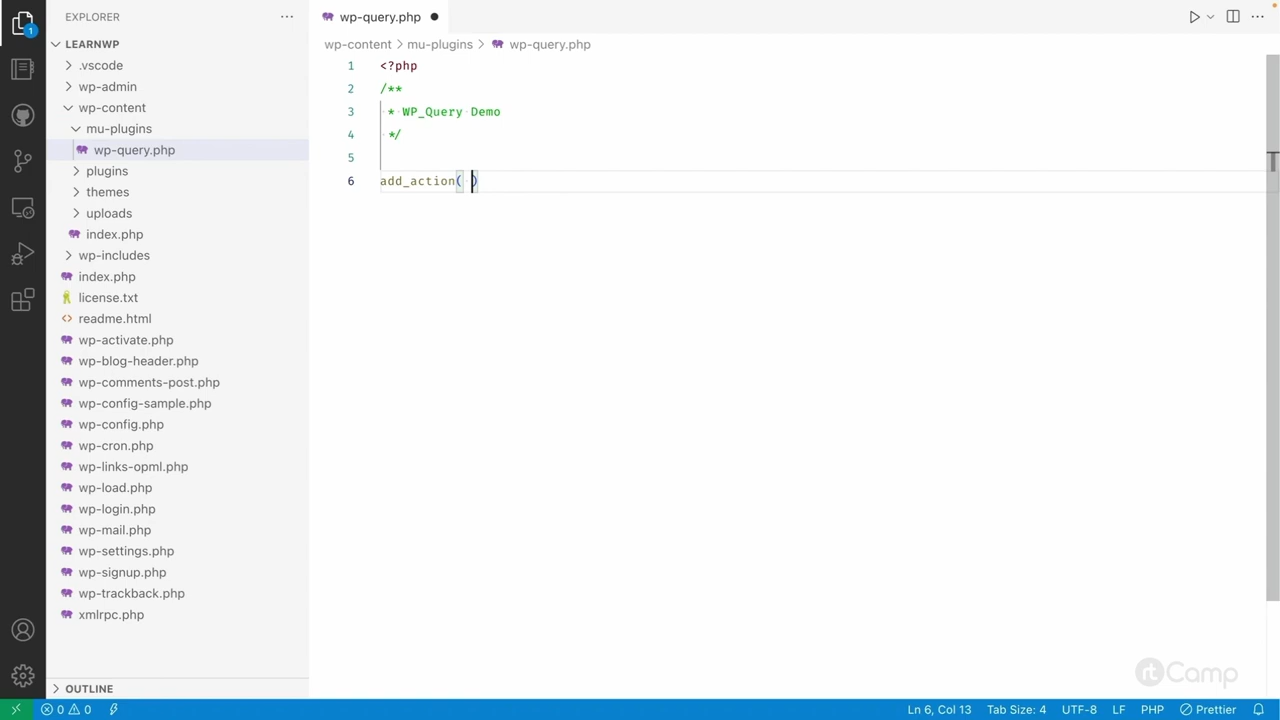 EXPLORER
LEARNWP
.vscode
wp-admin
wp-content
mu-plugins
wp-query.php
plugins
themes
uploads
index.php
wp-includes
index.php
license.txt
readme.html
wp-activate.php
wp-blog-header.php
wp-comments-post.php
wp-config-sample.php
wp-config.php
wp-cron.php
wp-links-opml.php
wp-load.php
wp-login.php
wp-mail.php
wp-settings.php
wp-signup.php
wp-trackback.php
xmlrpc.php
OUTLINE
1
wp-query.php
wp-content > mu-plugins > wp-query.php
1 <?php
2 /**
3  * WP_Query Demo
4  */
5
6 add_action( )
rtCamp
0 0
Ln 6, Col 13 Tab Size: 4 UTF-8 LF PHP Prettier